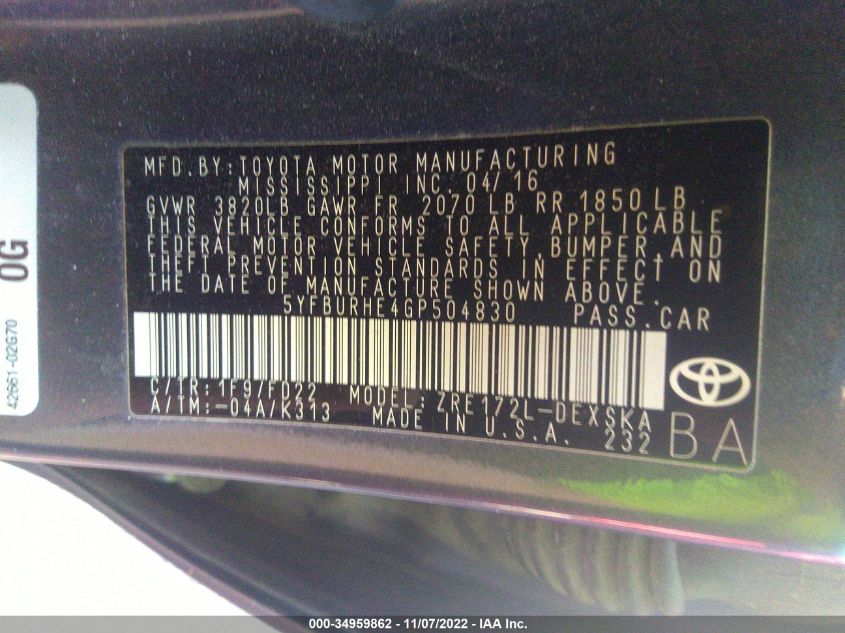 MFD.BY:TOYOTA MOTOR MANUFACTURING
MISSISSIPPI INC. 04/16
GVWR 3820LB GAWR FR 2070 LB RR 1850 LB
THIS VEHICLE CONFORMS TO ALL APPLICABLE
FEDERAL MOTOR VEHICLE SAFETY,BUMPER,AND
THEFT PREVENTION STANDARDS IN EFFECT ON
THE DATE OF MANUFACTURE SHOWN ABOVE.
5YFBURHE4GP504830 PASS.CAR
C/TR:1F9/FD22 MODEL:ZRE172L-DEXSKA
A/TM:-04A/K313 MADE IN U.S.A. 232
BA
0G
42661-02G70
000-34959862 - 11/07/2022 - IAA Inc.